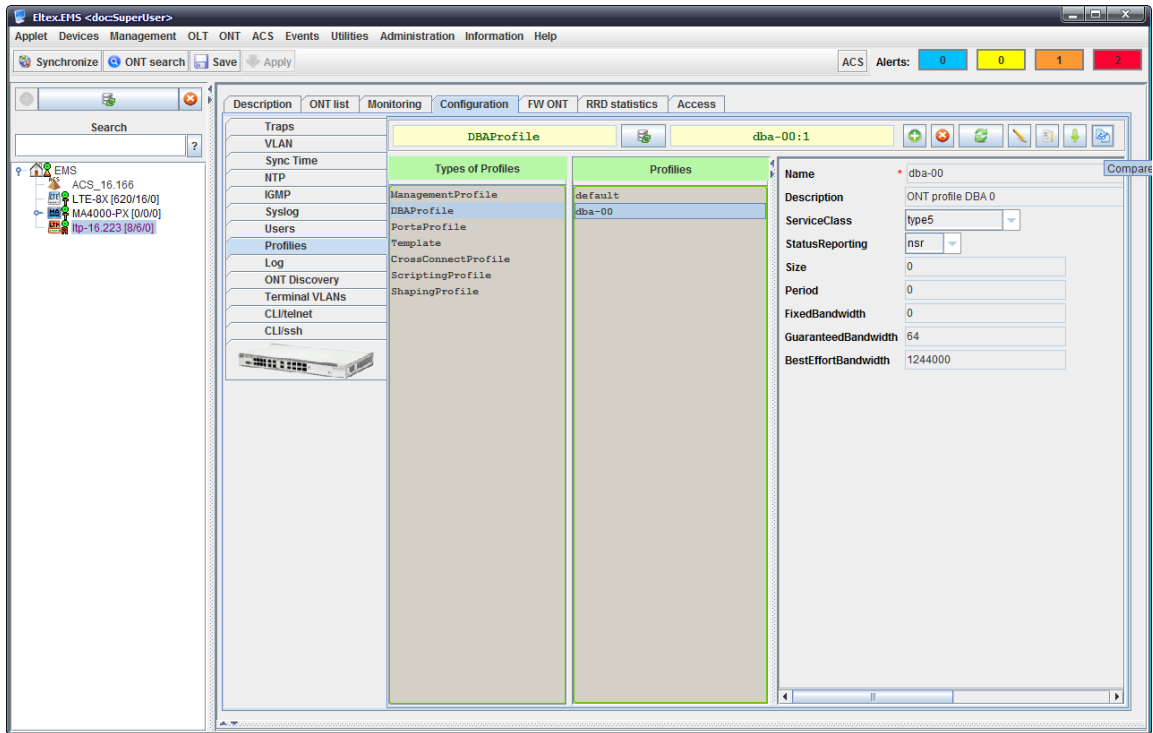 Eltex.EMS <doc:SuperUser>
Applet Devices Management OLT ONT ACS Events Utilities Administration Information Help
Synchronize ONT search Save Apply ACS Alerts: 0 0 1 2
Description ONT list Monitoring Configuration FW ONT RRD statistics Access
Search
?
EMS
ACS_16.166
LTE-8X [620/16/0]
MA4000-PX [0/0/0]
ltp-16.223 [8/6/0]
Traps
VLAN
Sync Time
NTP
IGMP
Syslog
Users
Profilies
Log
ONT Discovery
Terminal VLANs
CLI/telnet
CLI/ssh
DBAProfile dba-00:1
Compare
Types of Profiles
ManagementProfile
DBAProfile
PortsProfile
Template
CrossConnectProfile
ScriptingProfile
ShapingProfile
Profilies
default
dba-00
Name * dba-00
Description ONT profile DBA 0
ServiceClass type5
StatusReporting nsr
Size 0
Period 0
FixedBandwidth 0
GuaranteedBandwidth 64
BestEffortBandwidth 1244000